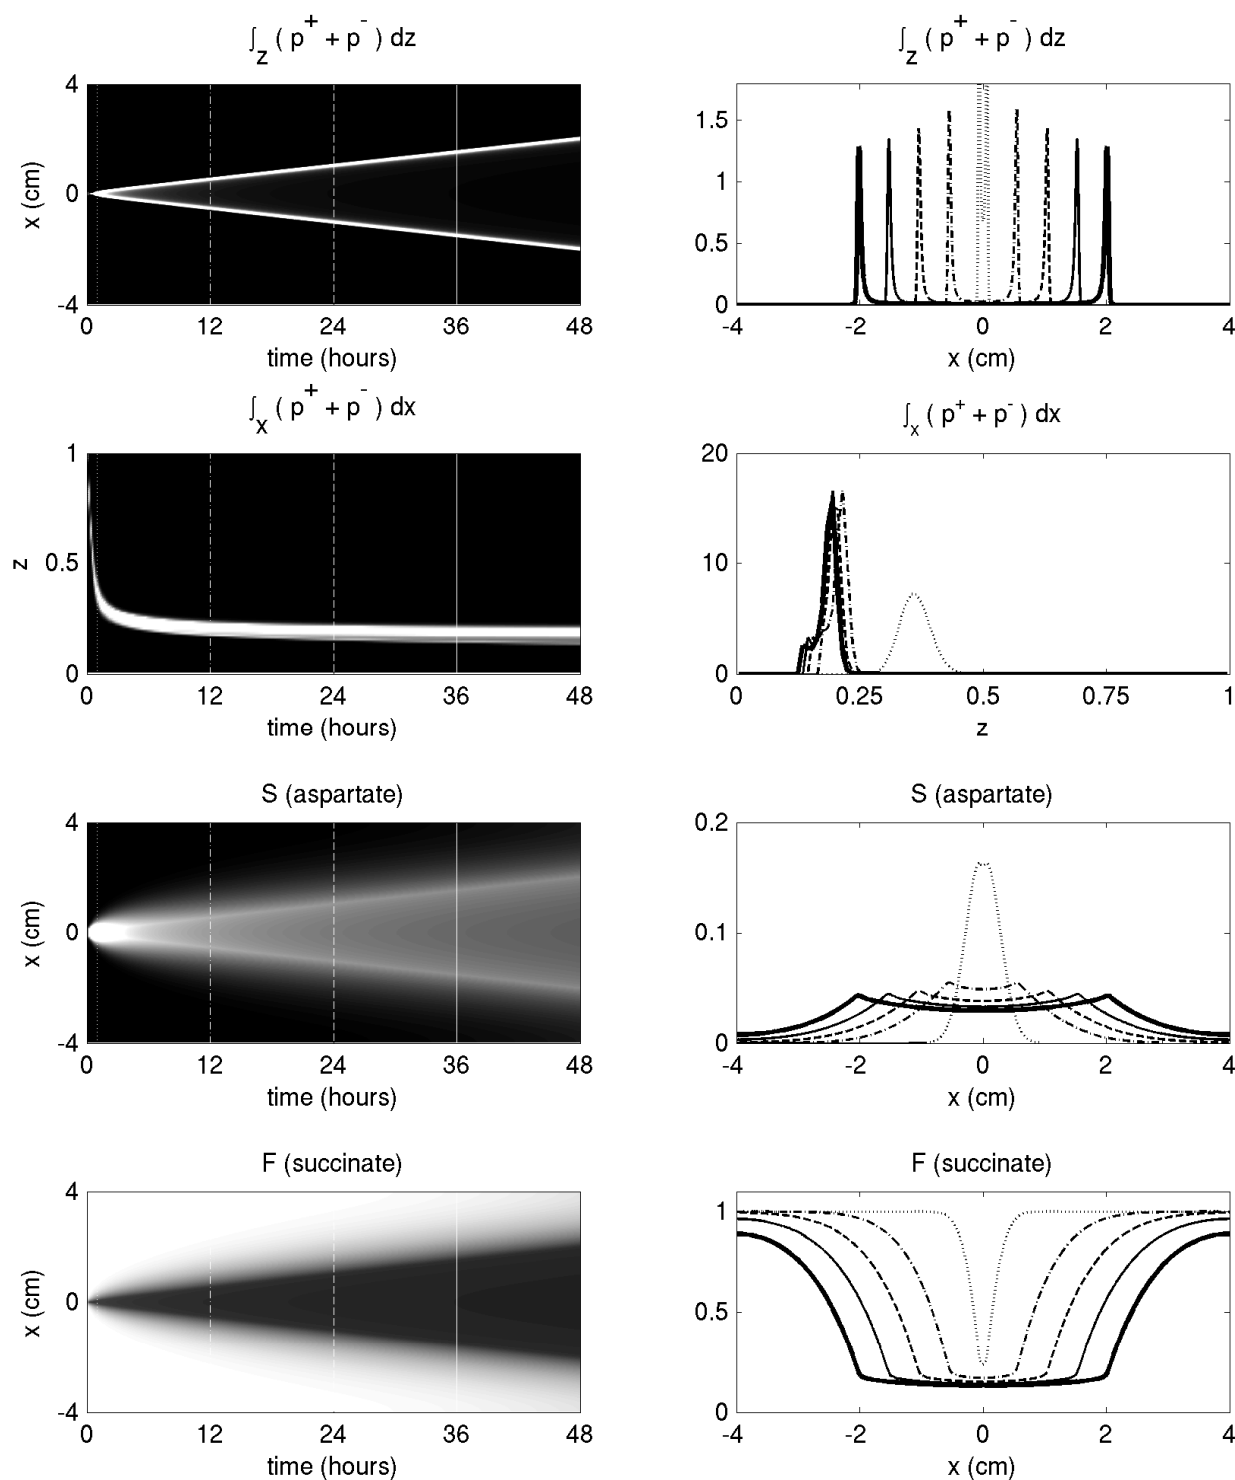 ∫z ( p+ + p- ) dz
4
0
-4
x (cm)
0 12 24 36 48
time (hours)
∫z ( p+ + p- ) dz
1.5
1
0.5
0
-4 -2 0 2 4
x (cm)
∫x ( p+ + p- ) dx
1
0.5
0
z
0 12 24 36 48
time (hours)
∫x ( p+ + p- ) dx
20
10
0
0 0.25 0.5 0.75 1
z
S (aspartate)
4
0
-4
x (cm)
0 12 24 36 48
time (hours)
S (aspartate)
0.2
0.1
0
-4 -2 0 2 4
x (cm)
F (succinate)
4
0
-4
x (cm)
0 12 24 36 48
time (hours)
F (succinate)
1
0.5
0
-4 -2 0 2 4
x (cm)